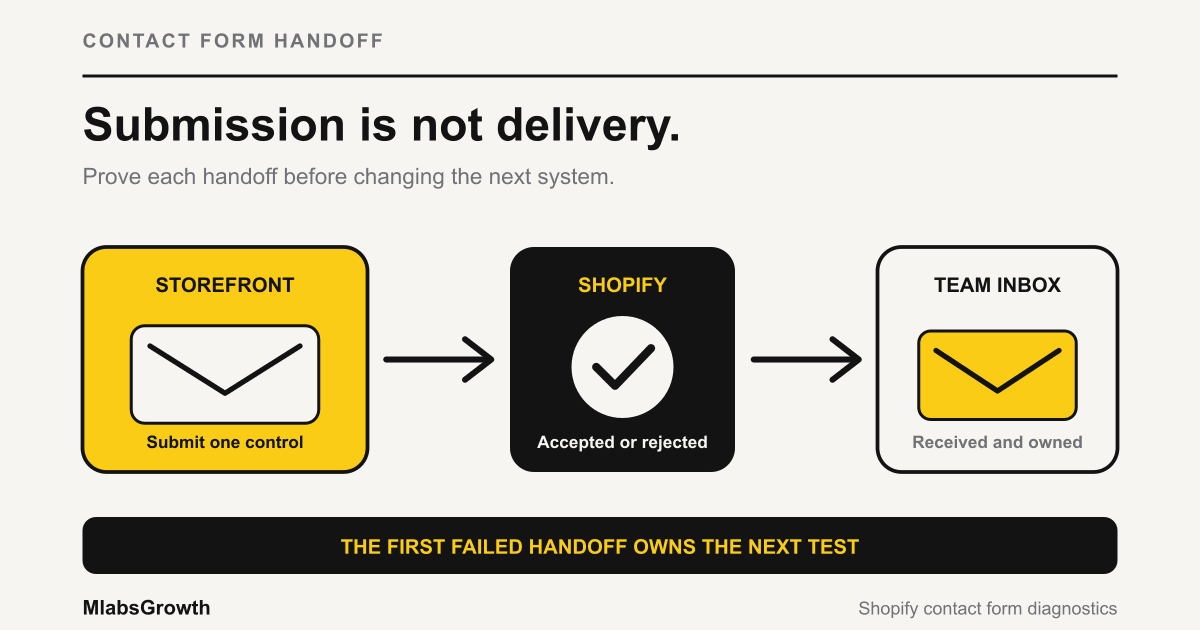 CONTACT FORM HANDOFF
Submission is not delivery.
Prove each handoff before changing the next system.
STOREFRONT
Submit one control
SHOPIFY
Accepted or rejected
TEAM INBOX
Received and owned
THE FIRST FAILED HANDOFF OWNS THE NEXT TEST
MlabsGrowth
Shopify contact form diagnostics